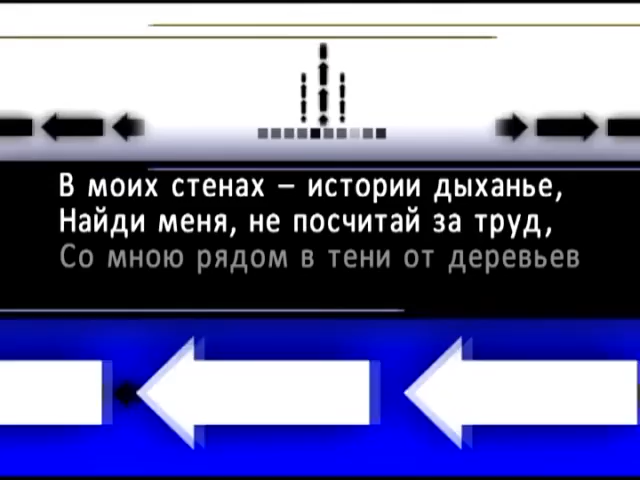 В моих стенах – истории дыханье,
Найди меня, не посчитай за труд,
Со мною рядом в тени от деревьев